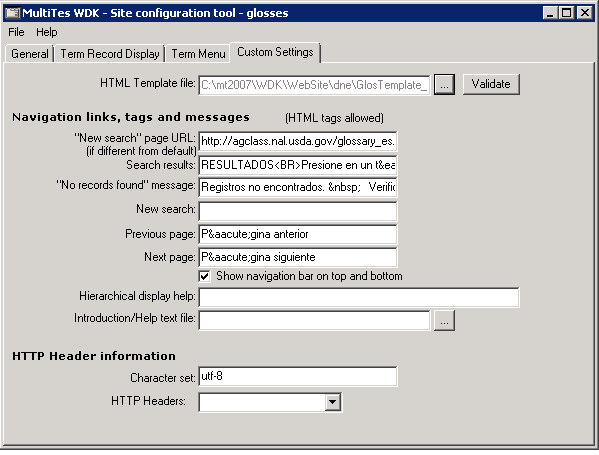 MultiTes WDK - Site configuration tool - glosses
File Help
General Term Record Display Term Menu Custom Settings
HTML Template file: C:\mt2007\WDK\WebSite\dne\GlosTemplate_ ... Validate
Navigation links, tags and messages (HTML tags allowed)
"New search" page URL: http://agclass.nal.usda.gov/glossary_es.
(if different from default)
Search results: RESULTADOS<BR>Presione en un t&ea
"No records found" message: Registros no encontrados. &nbsp; Verific
New search:
Previous page: P&aacute;gina anterior
Next page: P&aacute;gina siguiente
Show navigation bar on top and bottom
Hierarchical display help:
Introduction/Help text file: ...
HTTP Header information
Character set: utf-8
HTTP Headers: